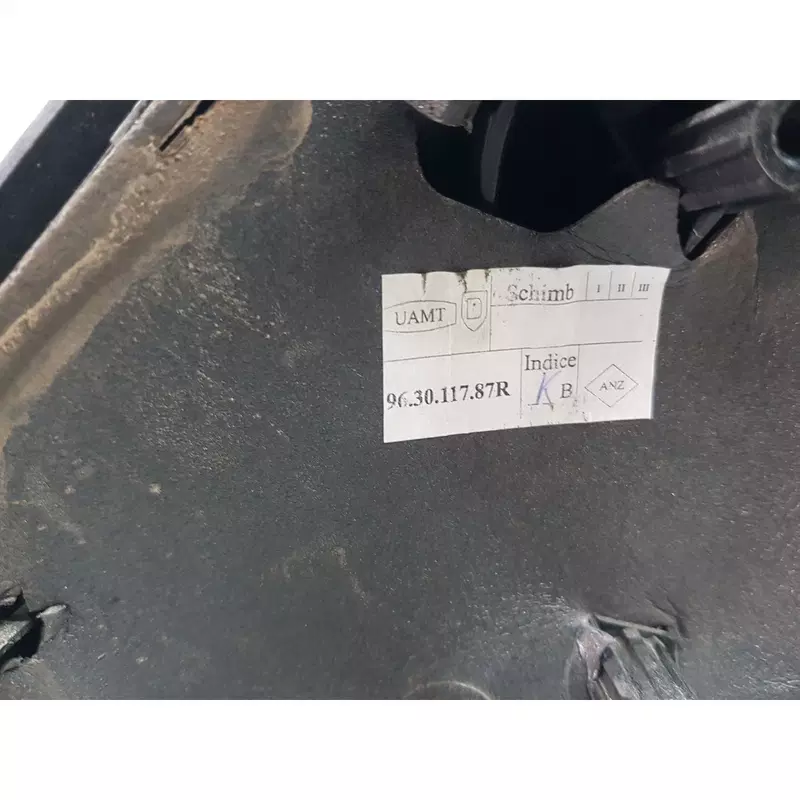 UAMT
Schimb I II III
96.30.117.87R
Indice
K B
ANZ